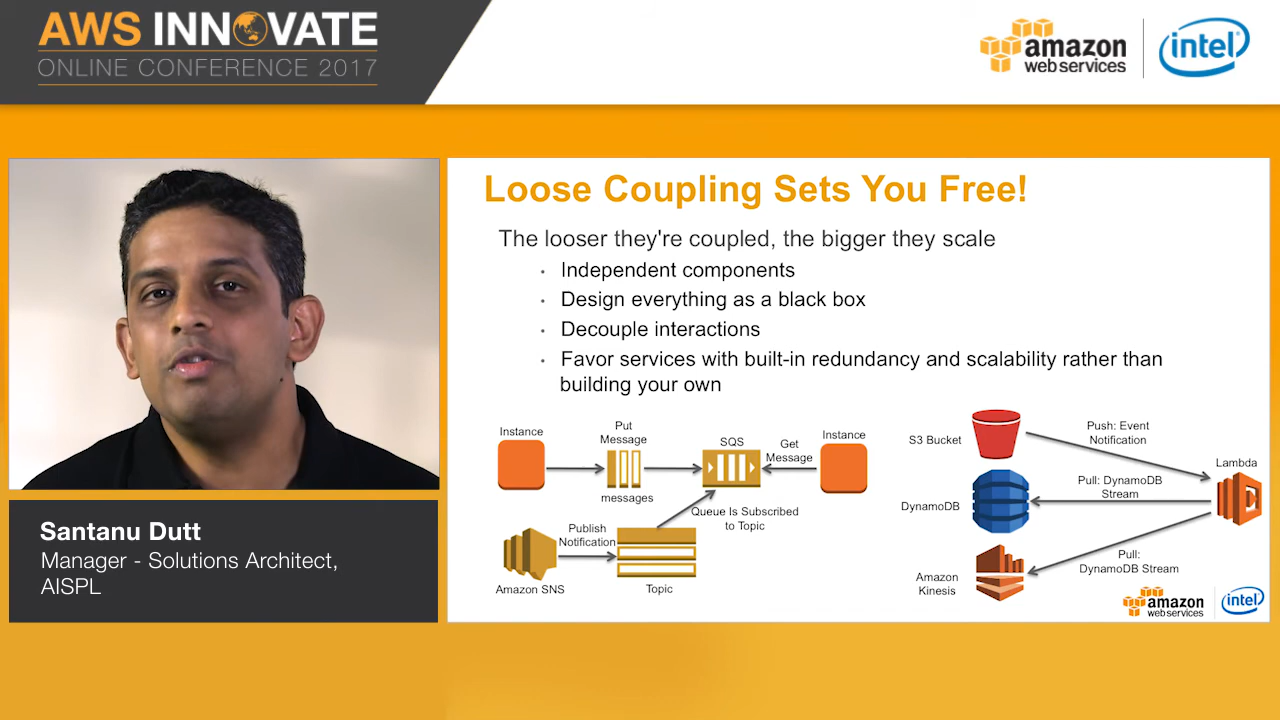 AWS INNOVATE
ONLINE CONFERENCE 2017
amazon
web services
intel
Santanu Dutt
Manager - Solutions Architect,
AISPL
Loose Coupling Sets You Free!
The looser they're coupled, the bigger they scale
Independent components
Design everything as a black box
Decouple interactions
Favor services with built-in redundancy and scalability rather than
building your own
Instance
Put
Message
messages
SQS
Get
Message
Instance
Queue Is Subscribed
to Topic
Publish
Notification
Amazon SNS
Topic
S3 Bucket
Push: Event
Notification
Lambda
DynamoDB
Pull: DynamoDB
Stream
Pull:
DynamoDB Stream
Amazon
Kinesis
amazon
web services
intel